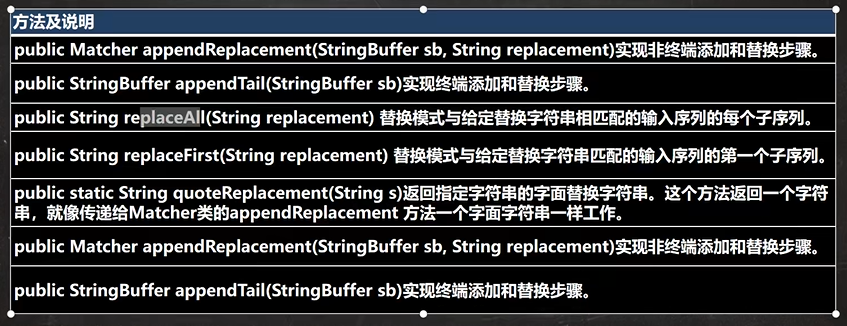 方法及说明
public Matcher appendReplacement(StringBuffer sb, String replacement)实现非终端添加和替换步骤。
public StringBuffer appendTail(StringBuffer sb)实现终端添加和替换步骤。
public String replaceAll(String replacement) 替换模式与给定替换字符串相匹配的输入序列的每个子序列。
public String replaceFirst(String replacement) 替换模式与给定替换字符串匹配的输入序列的第一个子序列。
public static String quoteReplacement(String s)返回指定字符串的字面替换字符串。这个方法返回一个字符
串，就像传递给Matcher类的appendReplacement 方法一个字面字符串一样工作。
public Matcher appendReplacement(StringBuffer sb, String replacement)实现非终端添加和替换步骤。
public StringBuffer appendTail(StringBuffer sb)实现终端添加和替换步骤。